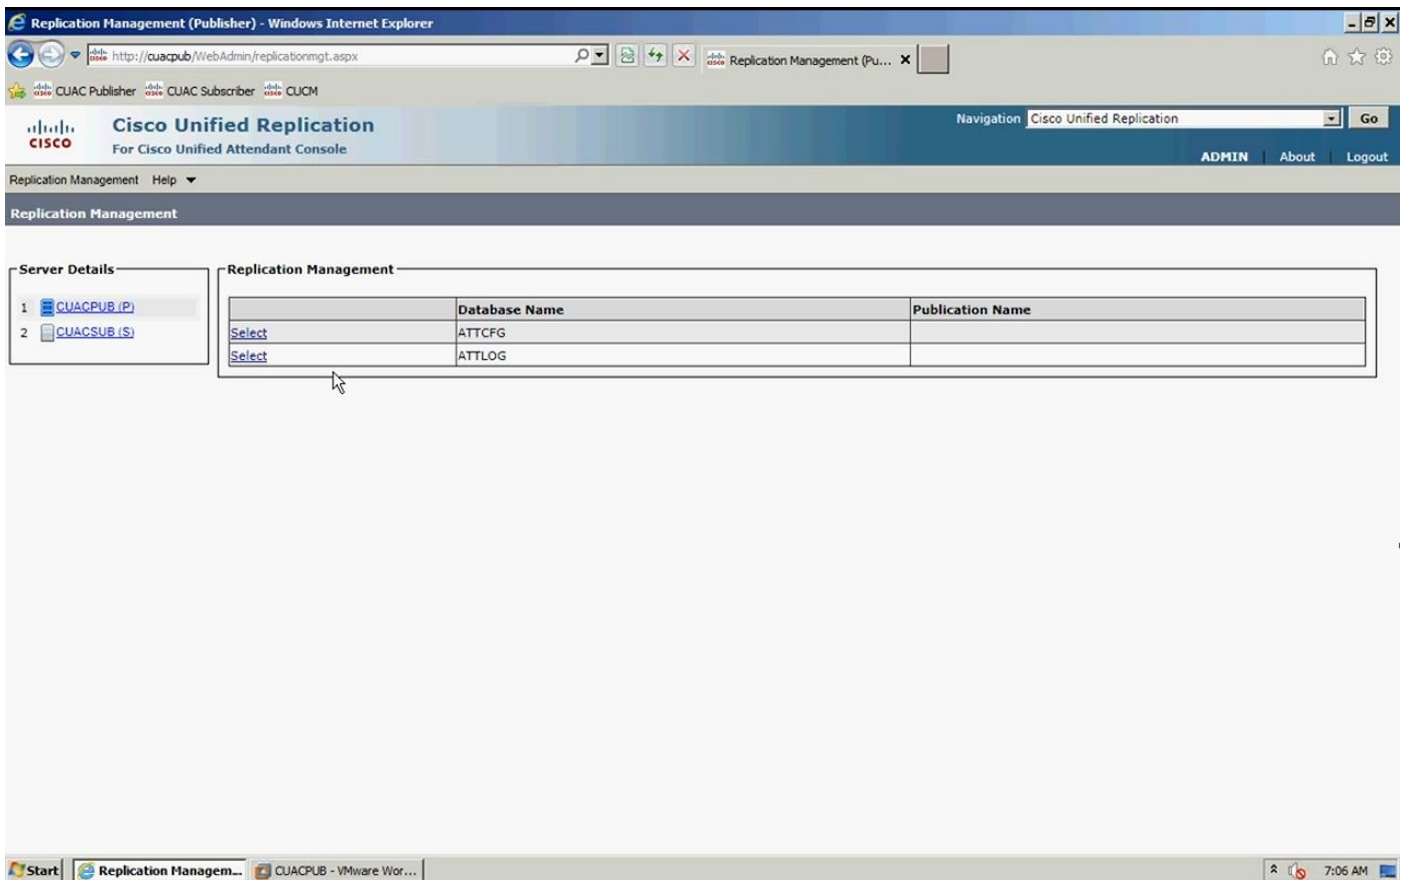 Replication Management (Publisher) - Windows Internet Explorer
http://cuacpub/WebAdmin/replicationmgt.aspx
Replication Management (Pu...
CUAC Publisher CUAC Subscriber CUCM
CISCO
Cisco Unified Replication
For Cisco Unified Attendant Console
Navigation Cisco Unified Replication Go
ADMIN About Logout
Replication Management Help
Replication Management
Server Details
1 CUACPUB (P)
2 CUACSUB (S)
Replication Management
Database Name Publication Name
Select ATTCFG
Select ATTLOG
Start Replication Managem... CUACPUB - VMware Wor... 7:06 AM